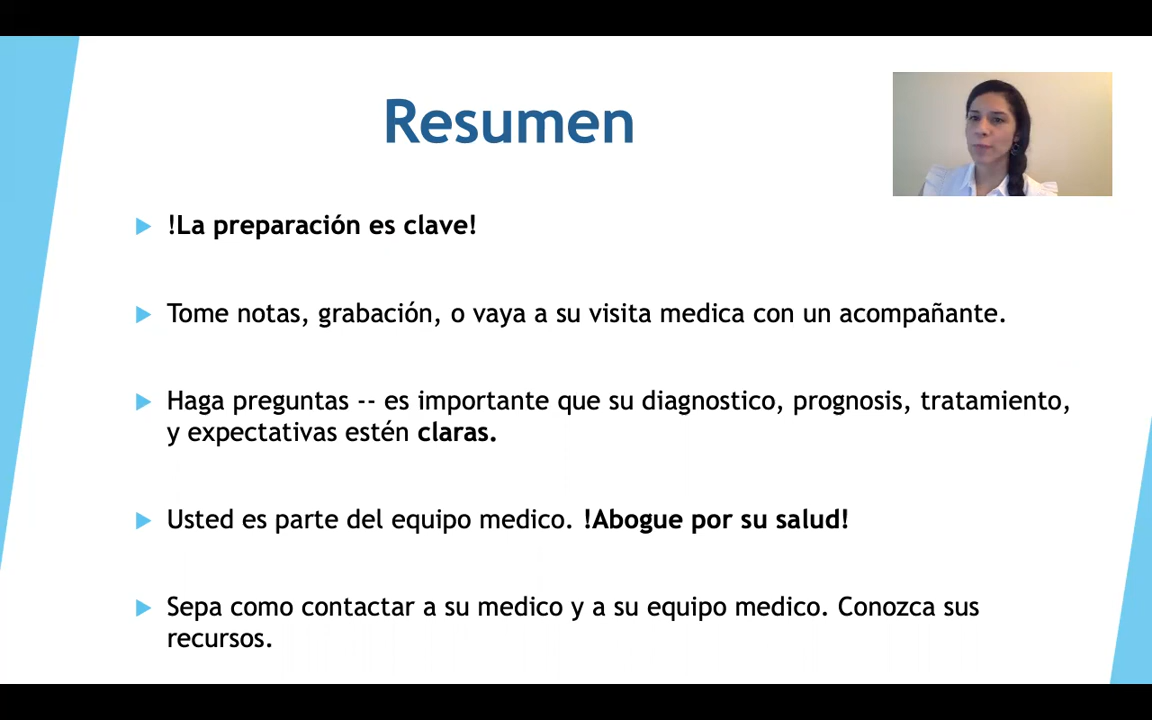 Resumen
!La preparación es clave!
Tome notas, grabación, o vaya a su visita medica con un acompañante.
Haga preguntas -- es importante que su diagnostico, prognosis, tratamiento,
y expectativas estén claras.
Usted es parte del equipo medico. !Abogue por su salud!
Sepa como contactar a su medico y a su equipo medico. Conozca sus
recursos.